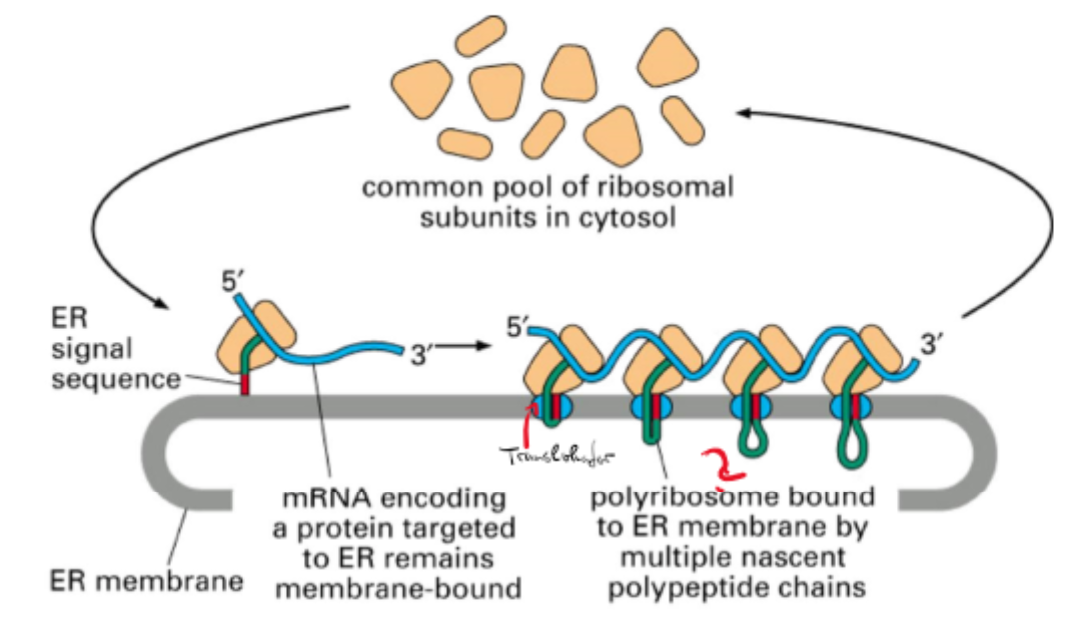 common pool of ribosomal
subunits in cytosol
5′
ER
signal
sequence
3′
5′
3′
2
mRNA encoding
a protein targeted
to ER remains
membrane-bound
polyribosome bound
to ER membrane by
multiple nascent
polypeptide chains
ER membrane